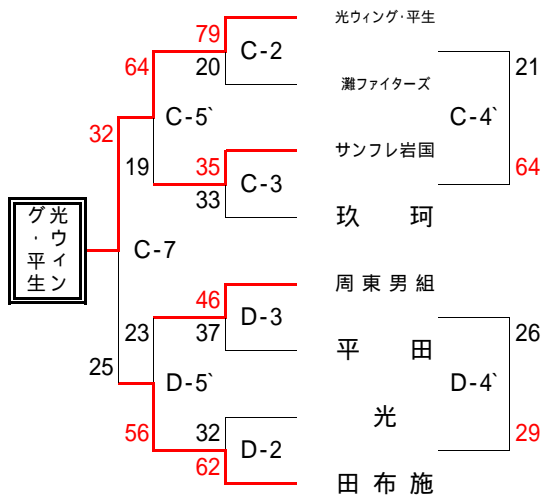 光ウィング・平生
79
C-2
64
20
21
灘ファイターズ
C-5`
C-4`
32
サンフレ岩国
19
35
64
C-3
33
玖 珂
光ウィング・平生
C-7
周東男組
46
23
37
D-3
26
平 田
25
D-5`
D-4`
光
56
32
29
D-2
62
田布施